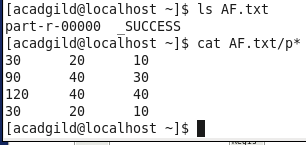 [acadgild@localhost ~]$ ls AF.txt
part-r-00000  _SUCCESS
[acadgild@localhost ~]$ cat AF.txt/p*
30      20      10
90      40      30
120     40      40
30      20      10
[acadgild@localhost ~]$